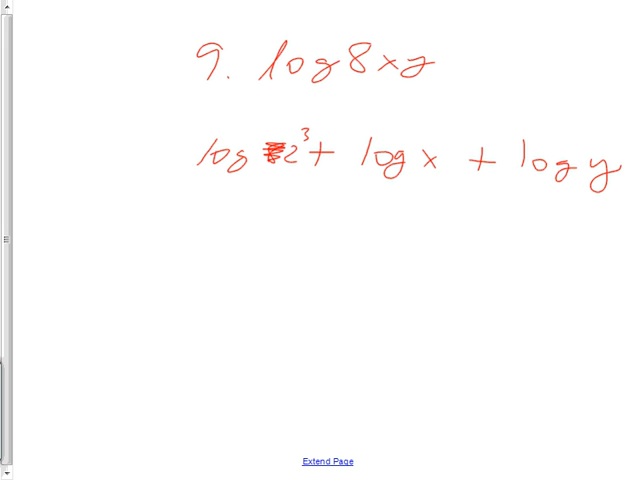 9. log 8xy
log 2³ + log x + log y
Extend Page